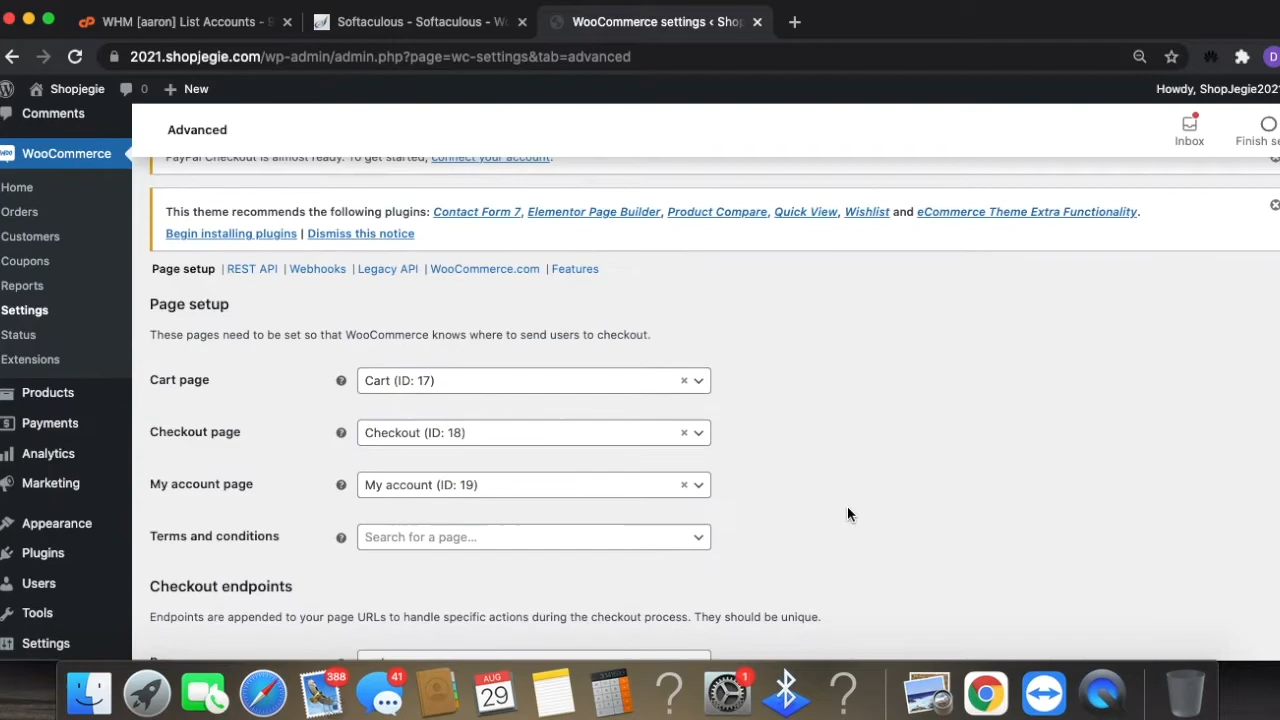 WHM [aaron] List Accounts -
Softaculous - Softaculous - W
WooCommerce settings ‹ Shop
2021.shopjegie.com/wp-admin/admin.php?page=wc-settings&tab=advanced
Shopjegie 0 New
Howdy, ShopJegie2021
Comments
Advanced
Inbox
Finish se
WooCommerce
PayPal Checkout is almost ready. To get started, connect your account.
Home
Orders
Customers
Coupons
Reports
Settings
Status
Extensions
Products
Payments
Analytics
Marketing
Appearance
Plugins
Users
Tools
Settings
This theme recommends the following plugins: Contact Form 7, Elementor Page Builder, Product Compare, Quick View, Wishlist and eCommerce Theme Extra Functionality.
Begin installing plugins | Dismiss this notice
Page setup | REST API | Webhooks | Legacy API | WooCommerce.com | Features
Page setup
These pages need to be set so that WooCommerce knows where to send users to checkout.
Cart page
Cart (ID: 17)
Checkout page
Checkout (ID: 18)
My account page
My account (ID: 19)
Terms and conditions
Search for a page...
Checkout endpoints
Endpoints are appended to your page URLs to handle specific actions during the checkout process. They should be unique.
388
41
AUG
29
1